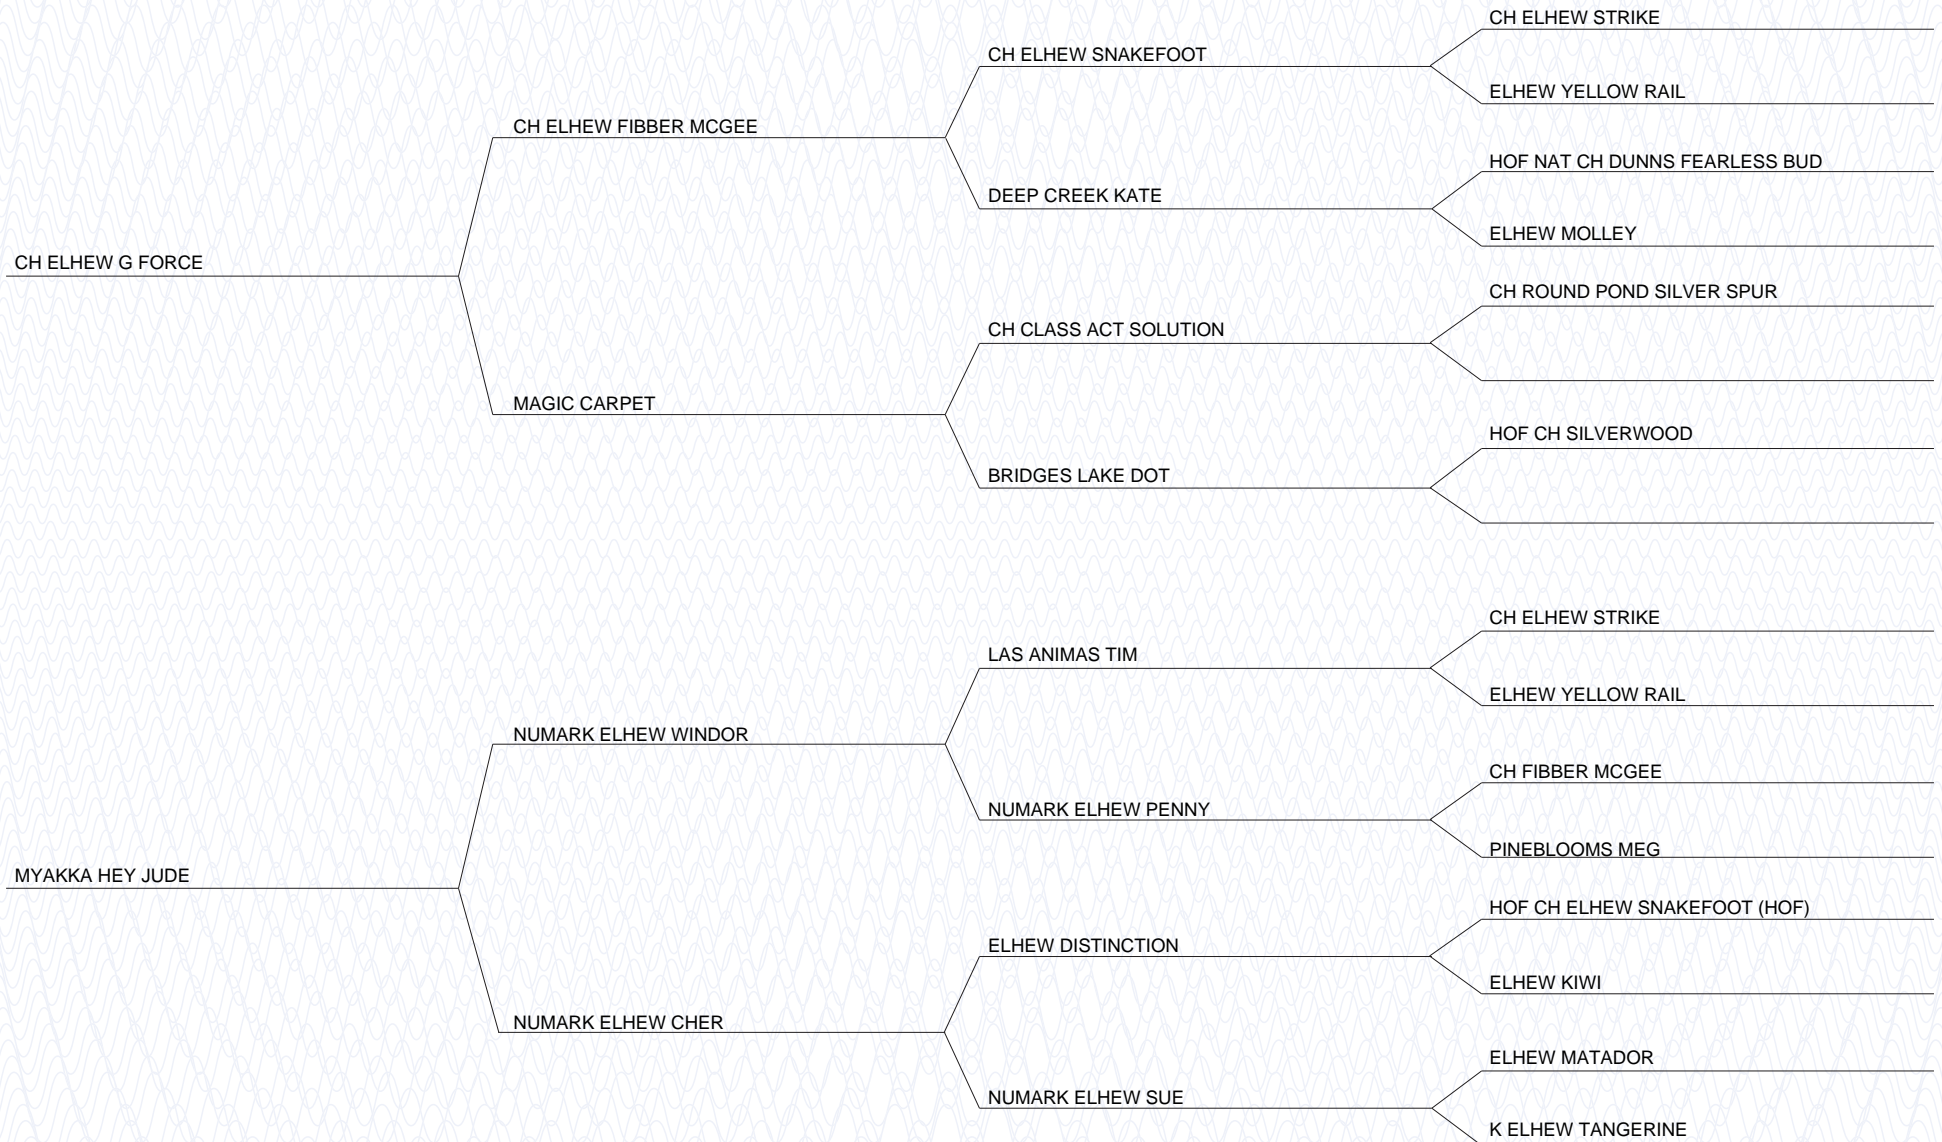 CH ELHEW STRIKE
CH ELHEW SNAKEFOOT
ELHEW YELLOW RAIL
CH ELHEW FIBBER MCGEE
HOF NAT CH DUNNS FEARLESS BUD
DEEP CREEK KATE
ELHEW MOLLEY
CH ELHEW G FORCE
CH ROUND POND SILVER SPUR
CH CLASS ACT SOLUTION
MAGIC CARPET
HOF CH SILVERWOOD
BRIDGES LAKE DOT
CH ELHEW STRIKE
LAS ANIMAS TIM
ELHEW YELLOW RAIL
NUMARK ELHEW WINDOR
CH FIBBER MCGEE
NUMARK ELHEW PENNY
PINEBLOOMS MEG
MYAKKA HEY JUDE
HOF CH ELHEW SNAKEFOOT (HOF)
ELHEW DISTINCTION
ELHEW KIWI
NUMARK ELHEW CHER
ELHEW MATADOR
NUMARK ELHEW SUE
K ELHEW TANGERINE